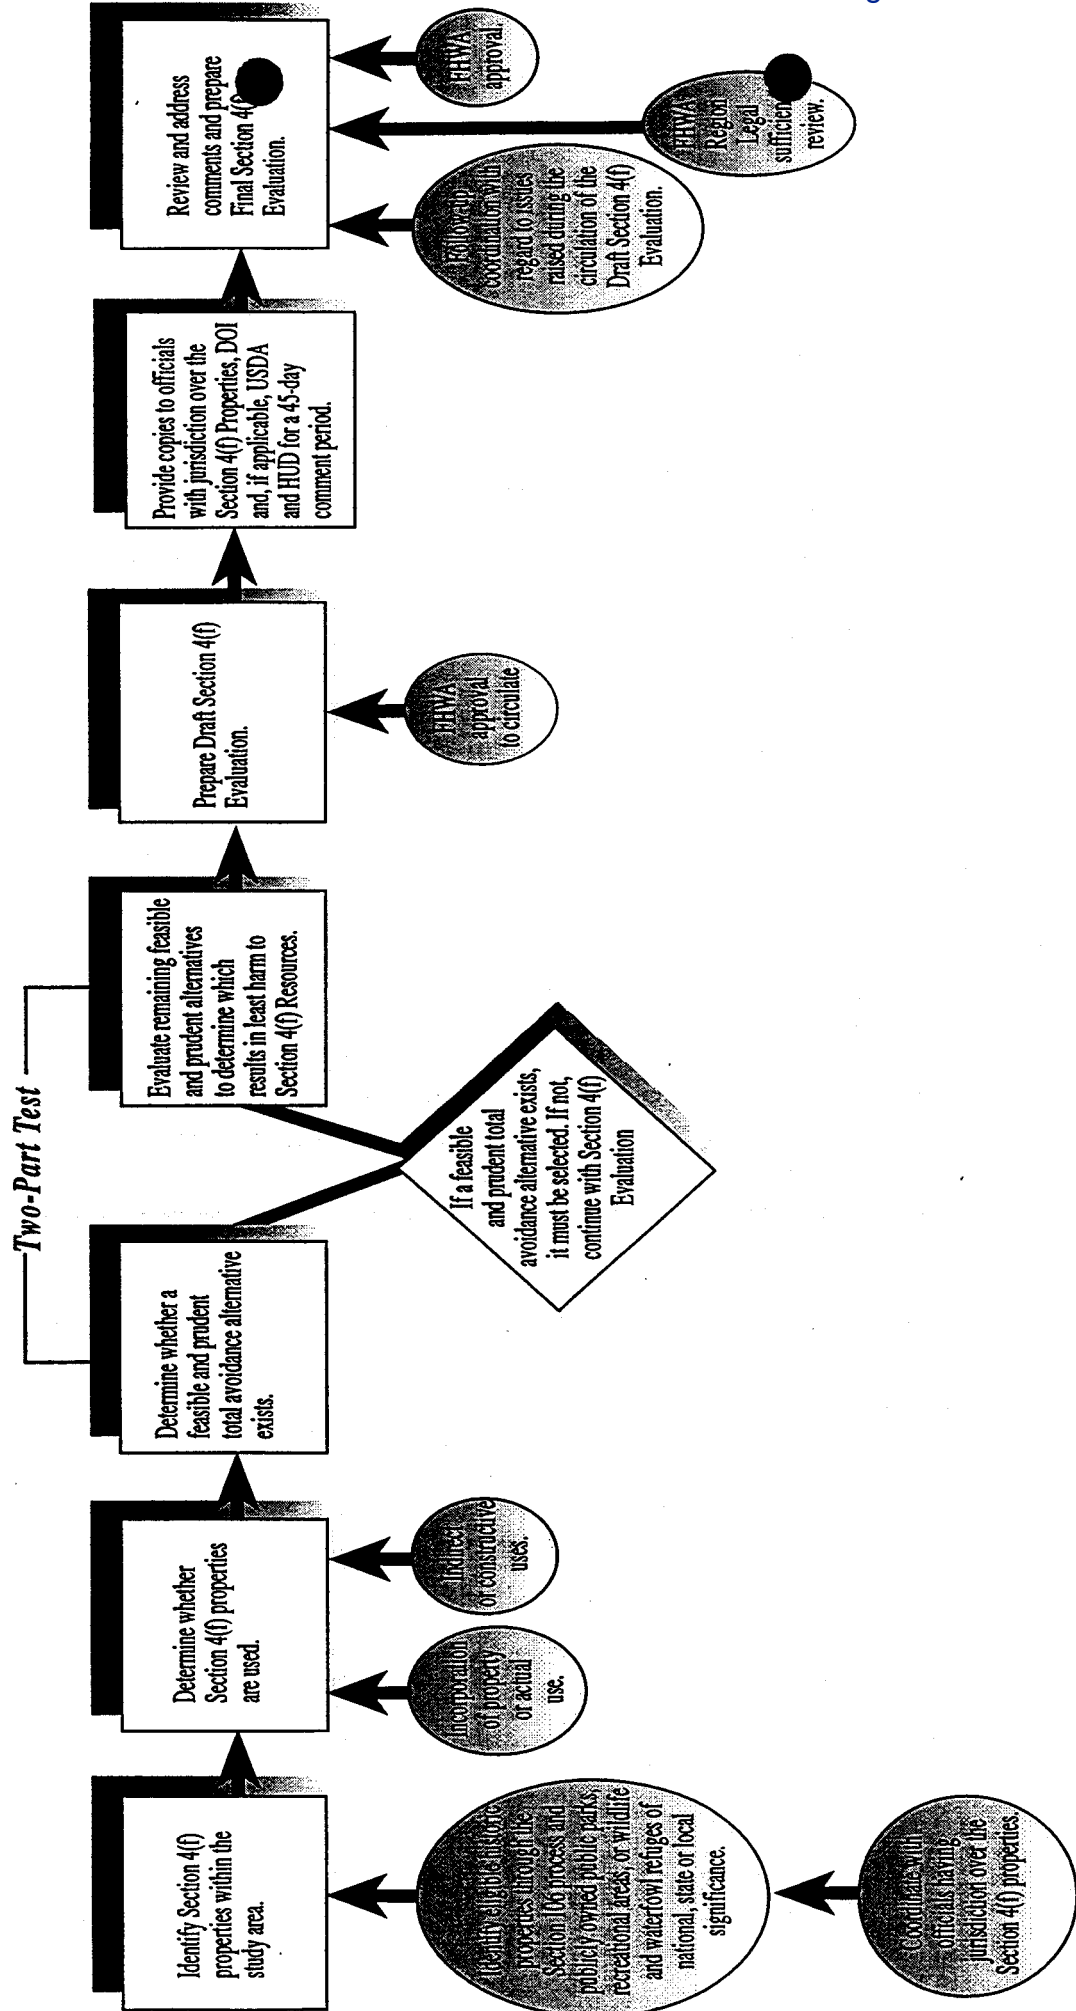 Two-Part Test
Identify Section 4(f)
properties within the
study area.
Determine whether
Section 4(f) properties
are used.
Determine whether a
feasible and prudent
total avoidance alternative
exists.
Evaluate remaining feasible
and prudent alternatives
to determine which
results in least harm to
Section 4(f) Resources.
Prepare Draft Section 4(f)
Evaluation.
Provide copies to officials
with jurisdiction over the
Section 4(f) Properties, DOI
and, if applicable, USDA
and HUD for a 45-day
comment period.
Review and address
comments and prepare
Final Section 4(f)
Evaluation.
Identify eligible historic
properties through the
Section 106 process and
publicly owned public parks,
recreational areas, or wildlife
and waterfowl refuges of
national, state or local
significance.
Coordinate with
officials having
jurisdiction over the
Section 4(f) properties.
Incorporation
of property
or actual
use.
Indirect
or constructive
uses.
If a feasible
and prudent total
avoidance alternative exists,
it must be selected. If not,
continue with Section 4(f)
Evaluation
FHWA
approval
to circulate
Follow-up
coordination with
regard to issues
raised during the
circulation of the
Draft Section 4(f)
Evaluation.
FHWA
Region
Legal
review.
FHWA
approval.